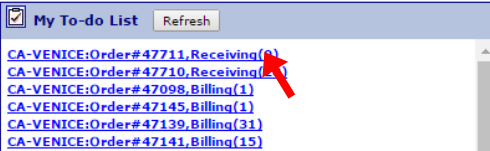 My To-do List Refresh
CA-VENICE:Order#47711,Receiving(
CA-VENICE:Order#47710,Receiving(
CA-VENICE:Order#47098,Billing(1)
CA-VENICE:Order#47145,Billing(1)
CA-VENICE:Order#47139,Billing(31)
CA-VENICE:Order#47141,Billing(15)